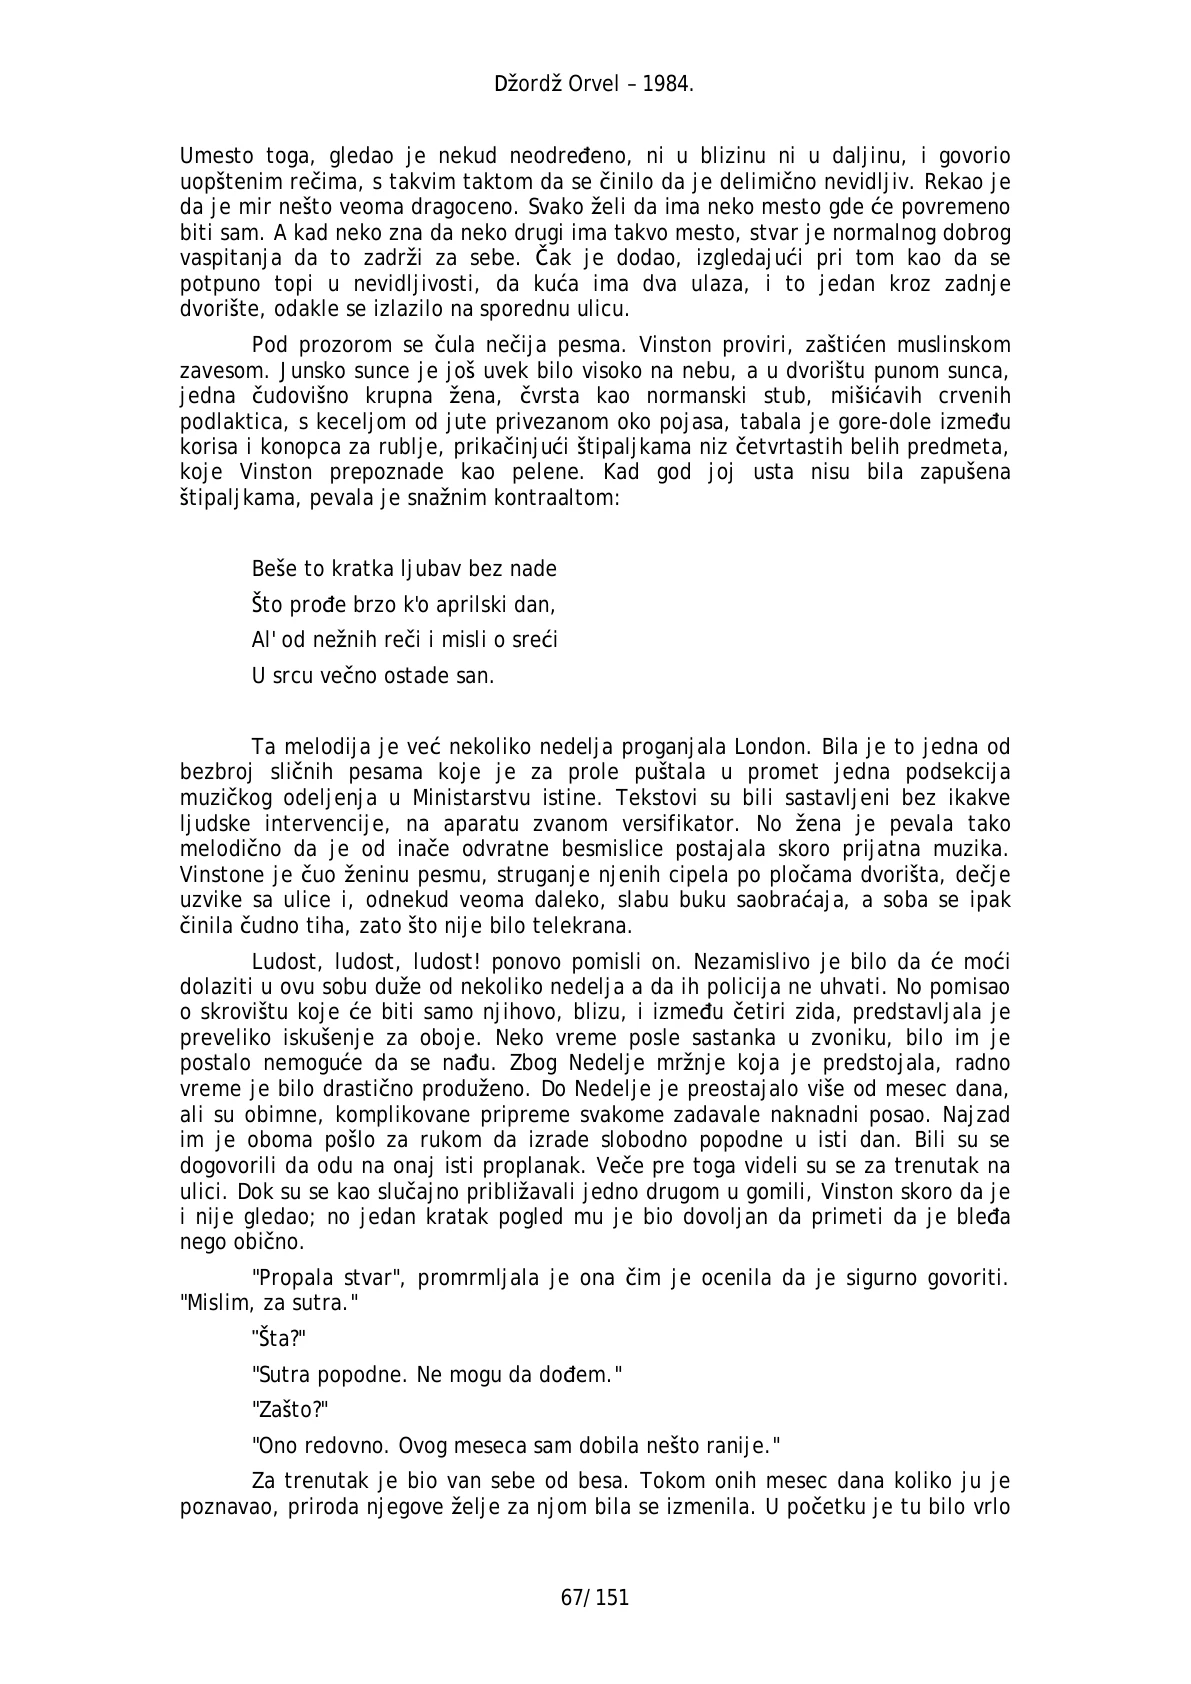 Džordž Orvel – 1984.
Umesto toga, gledao je nekud neodređeno, ni u blizinu ni u daljinu, i govorio
uopštenim rečima, s takvim taktom da se činilo da je delimično nevidljiv. Rekao je
da je mir nešto veoma dragoceno. Svako želi da ima neko mesto gde će povremeno
biti sam. A kad neko zna da neko drugi ima takvo mesto, stvar je normalnog dobrog
vaspitanja da to zadrži za sebe. Čak je dodao, izgledajući pri tom kao da se
potpuno topi u nevidljivosti, da kuća ima dva ulaza, i to jedan kroz zadnje
dvorište, odakle se izlazilo na sporednu ulicu.
Pod prozorom se čula nečija pesma. Vinston proviri, zaštićen muslinskom
zavesom. Junsko sunce je još uvek bilo visoko na nebu, a u dvorištu punom sunca,
jedna čudovišno krupna žena, čvrsta kao normanski stub, mišićavih crvenih
podlaktica, s keceljom od jute privezanom oko pojasa, tabala je gore-dole između
korisa i konopca za rublje, prikačinjući štipaljkama niz četvrtastih belih predmeta,
koje Vinston prepoznade kao pelene. Kad god joj usta nisu bila zapušena
štipaljkama, pevala je snažnim kontraaltom:
Beše to kratka ljubav bez nade
Što prođe brzo k'o aprilski dan,
Al' od nežnih reči i misli o sreći
U srcu večno ostade san.
Ta melodija je već nekoliko nedelja proganjala London. Bila je to jedna od
bezbroj sličnih pesama koje je za prole puštala u promet jedna podsekcija
muzičkog odeljenja u Ministarstvu istine. Tekstovi su bili sastavljeni bez ikakve
ljudske intervencije, na aparatu zvanom versifikator. No žena je pevala tako
melodično da je od inače odvratne besmislice postajala skoro prijatna muzika.
Vinstone je čuo ženinu pesmu, struganje njenih cipela po pločama dvorišta, dečje
uzvike sa ulice i, odnekud veoma daleko, slabu buku saobraćaja, a soba se ipak
činila čudno tiha, zato što nije bilo telekrana.
Ludost, ludost, ludost! ponovo pomisli on. Nezamislivo je bilo da će moći
dolaziti u ovu sobu duže od nekoliko nedelja a da ih policija ne uhvati. No pomisao
o skrovištu koje će biti samo njihovo, blizu, i između četiri zida, predstavljala je
preveliko iskušenje za oboje. Neko vreme posle sastanka u zvoniku, bilo im je
postalo nemoguće da se nađu. Zbog Nedelje mržnje koja je predstojala, radno
vreme je bilo drastično produženo. Do Nedelje je preostajalo više od mesec dana,
ali su obimne, komplikovane pripreme svakome zadavale naknadni posao. Najzad
im je oboma pošlo za rukom da izrade slobodno popodne u isti dan. Bili su se
dogovorili da odu na onaj isti proplanak. Veče pre toga videli su se za trenutak na
ulici. Dok su se kao slučajno približavali jedno drugom u gomili, Vinston skoro da je
i nije gledao; no jedan kratak pogled mu je bio dovoljan da primeti da je bleđa
nego obično.
"Propala stvar", promrmljala je ona čim je ocenila da je sigurno govoriti.
"Mislim, za sutra."
"Šta?"
"Sutra popodne. Ne mogu da dođem."
"Zašto?"
"Ono redovno. Ovog meseca sam dobila nešto ranije."
Za trenutak je bio van sebe od besa. Tokom onih mesec dana koliko ju je
poznavao, priroda njegove želje za njom bila se izmenila. U početku je tu bilo vrlo
67/151